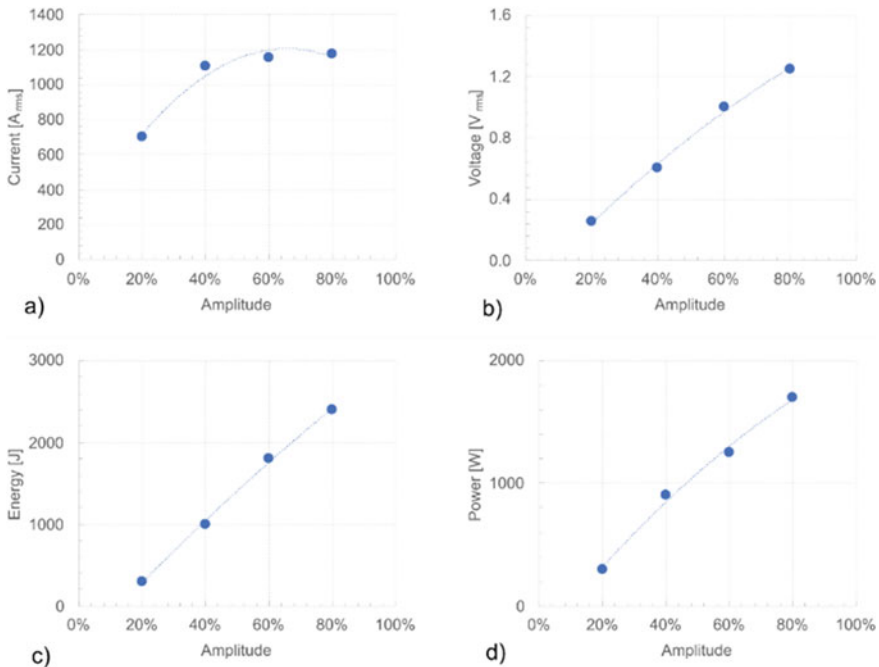 1400
1200
1000
800
600
400
200
0
Current [A rms]
0% 20% 40% 60% 80% 100%
Amplitude
a)
1.6
1.2
0.8
0.4
0.0
Voltage [V rms]
0% 20% 40% 60% 80% 100%
Amplitude
b)
3000
2000
1000
0
Energy [J]
0% 20% 40% 60% 80% 100%
Amplitude
c)
2000
1000
0
Power [W]
0% 20% 40% 60% 80% 100%
Amplitude
d)